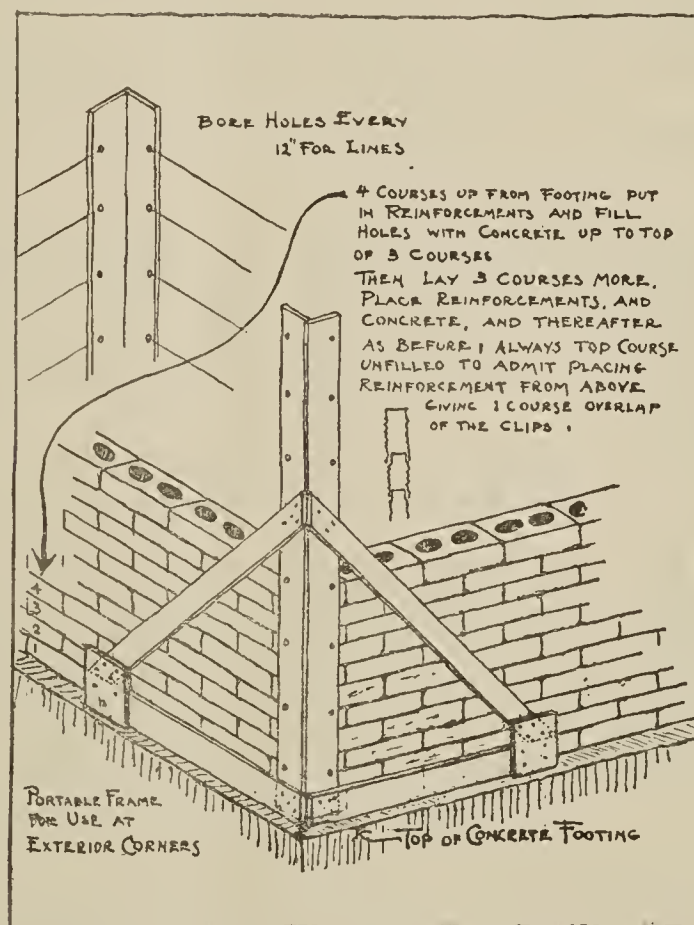 BORE HOLES EVERY
12" FOR LINES
4 COURSES UP FROM FOOTING PUT
IN REINFORCEMENTS AND FILL
HOLES WITH CONCRETE UP TO TOP
OF 3 COURSES
THEN LAY 3 COURSES MORE,
PLACE REINFORCEMENTS, AND
CONCRETE, AND THEREAFTER
AS BEFORE, ALWAYS TOP COURSE
UNFILLED TO ADMIT PLACING
REINFORCEMENT FROM ABOVE
GIVING 1 COURSE OVERLAP
OF THE CLIPS.
4
3
2
1
PORTABLE FRAME
FOR USE AT
EXTERIOR CORNERS
TOP OF CONCRETE FOOTING